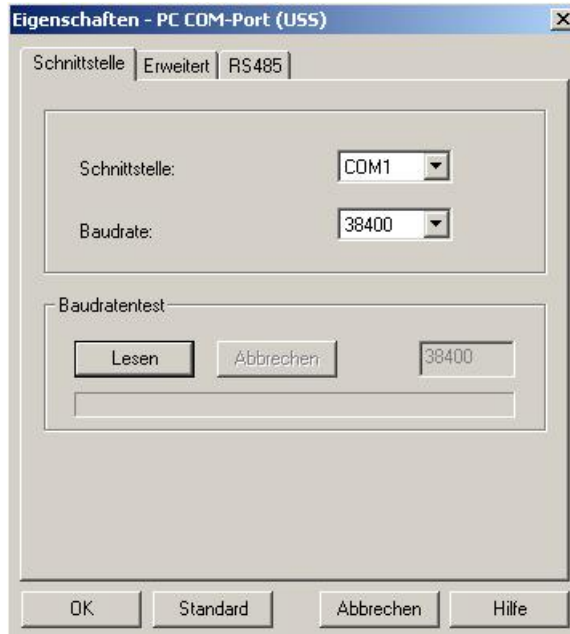 Eigenschaften - PC COM-Port (USS)
Schnittstelle Erweitert RS485
Schnittstelle: COM1
Baudrate: 38400
Baudratentest
Lesen Abbrechen 38400
OK Standard Abbrechen Hilfe